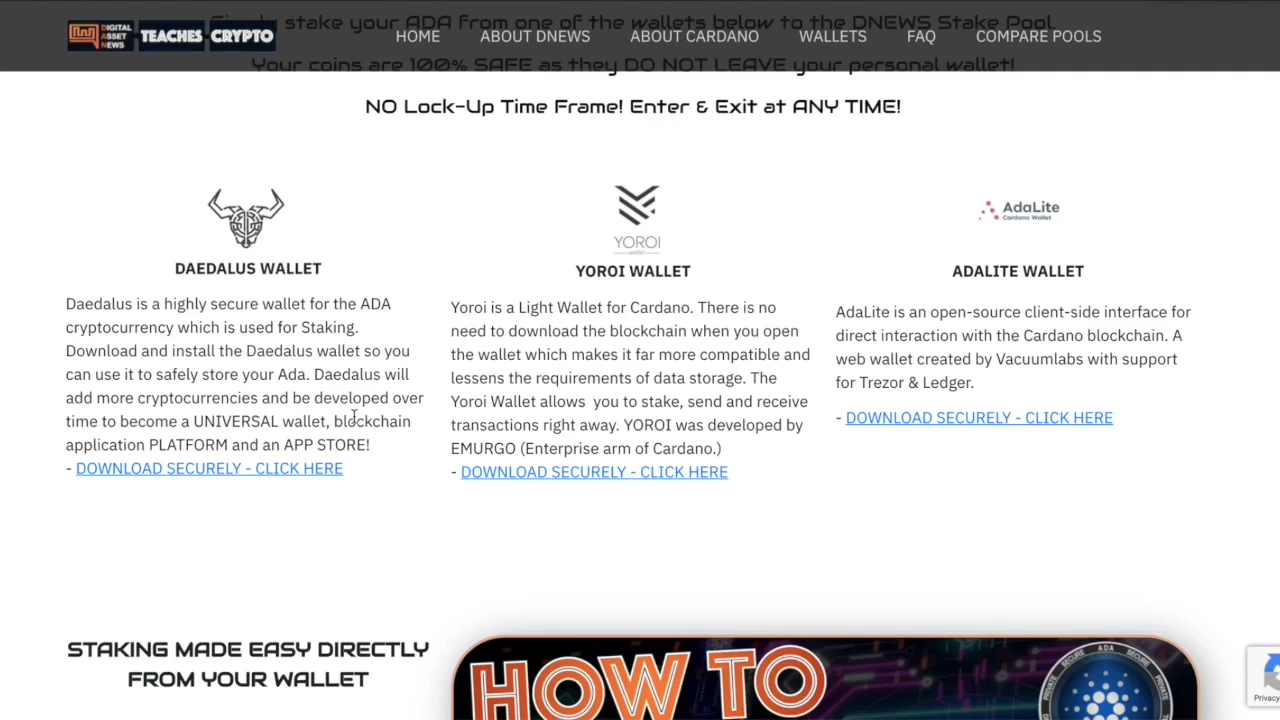 Simply stake your ADA from one of the wallets below to the DNEWS Stake Pool.
DIGITAL
ASSET
NEWS
TEACHES CRYPTO
HOME
ABOUT DNEWS
ABOUT CARDANO
WALLETS
FAQ
COMPARE POOLS
Your coins are 100% SAFE as they DO NOT LEAVE your personal wallet!
NO Lock-Up Time Frame! Enter & Exit at ANY TIME!
DAEDALUS WALLET
Daedalus is a highly secure wallet for the ADA
cryptocurrency which is used for Staking.
Download and install the Daedalus wallet so you
can use it to safely store your Ada. Daedalus will
add more cryptocurrencies and be developed over
time to become a UNIVERSAL wallet, blockchain
application PLATFORM and an APP STORE!
- DOWNLOAD SECURELY - CLICK HERE
YOROI
YOROI WALLET
Yoroi is a Light Wallet for Cardano. There is no
need to download the blockchain when you open
the wallet which makes it far more compatible and
lessens the requirements of data storage. The
Yoroi Wallet allows you to stake, send and receive
transactions right away. YOROI was developed by
EMURGO (Enterprise arm of Cardano.)
- DOWNLOAD SECURELY - CLICK HERE
AdaLite
Cardano Wallet
ADALITE WALLET
AdaLite is an open-source client-side interface for
direct interaction with the Cardano blockchain. A
web wallet created by Vacuumlabs with support
for Trezor & Ledger.
- DOWNLOAD SECURELY - CLICK HERE
STAKING MADE EASY DIRECTLY
FROM YOUR WALLET
HOW TO
SECURE ADA SECURE
PRIVATE
PRIVATE
Privacy